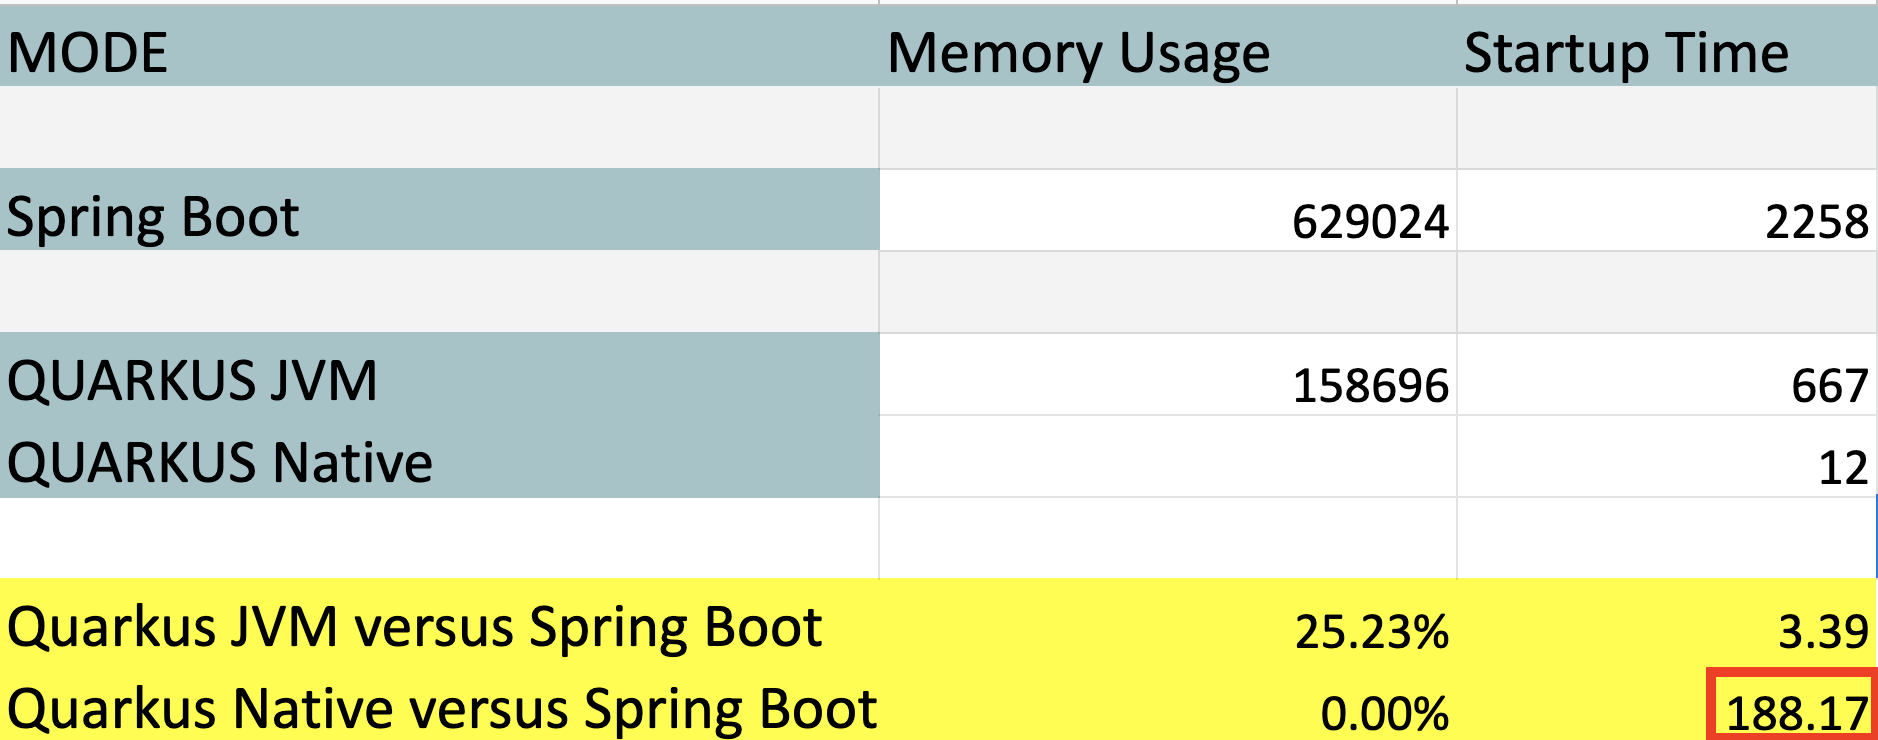 MODE Memory Usage Startup Time
Spring Boot 629024 2258
QUARKUS JVM 158696 667
QUARKUS Native 12
Quarkus JVM versus Spring Boot 25.23% 3.39
Quarkus Native versus Spring Boot 0.00% 188.17